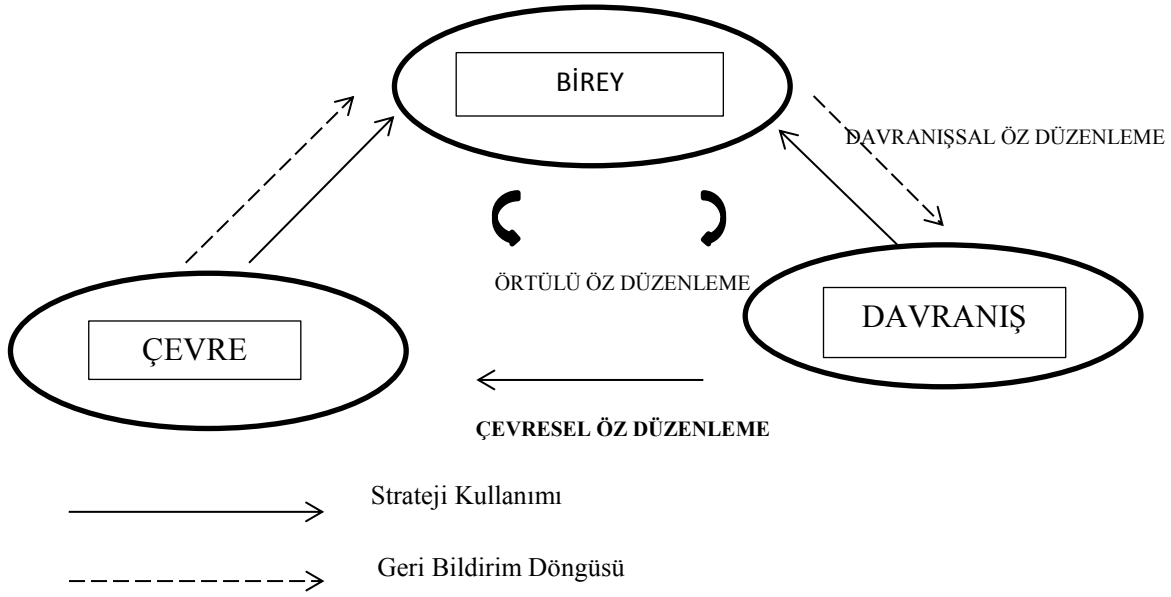 BİREY
DAVRANIŞSAL ÖZ DÜZENLEME
ÖRTÜLÜ ÖZ DÜZENLEME
DAVRANIŞ
ÇEVRE
ÇEVRESEL ÖZ DÜZENLEME
Strateji Kullanımı
Geri Bildirim Döngüsü